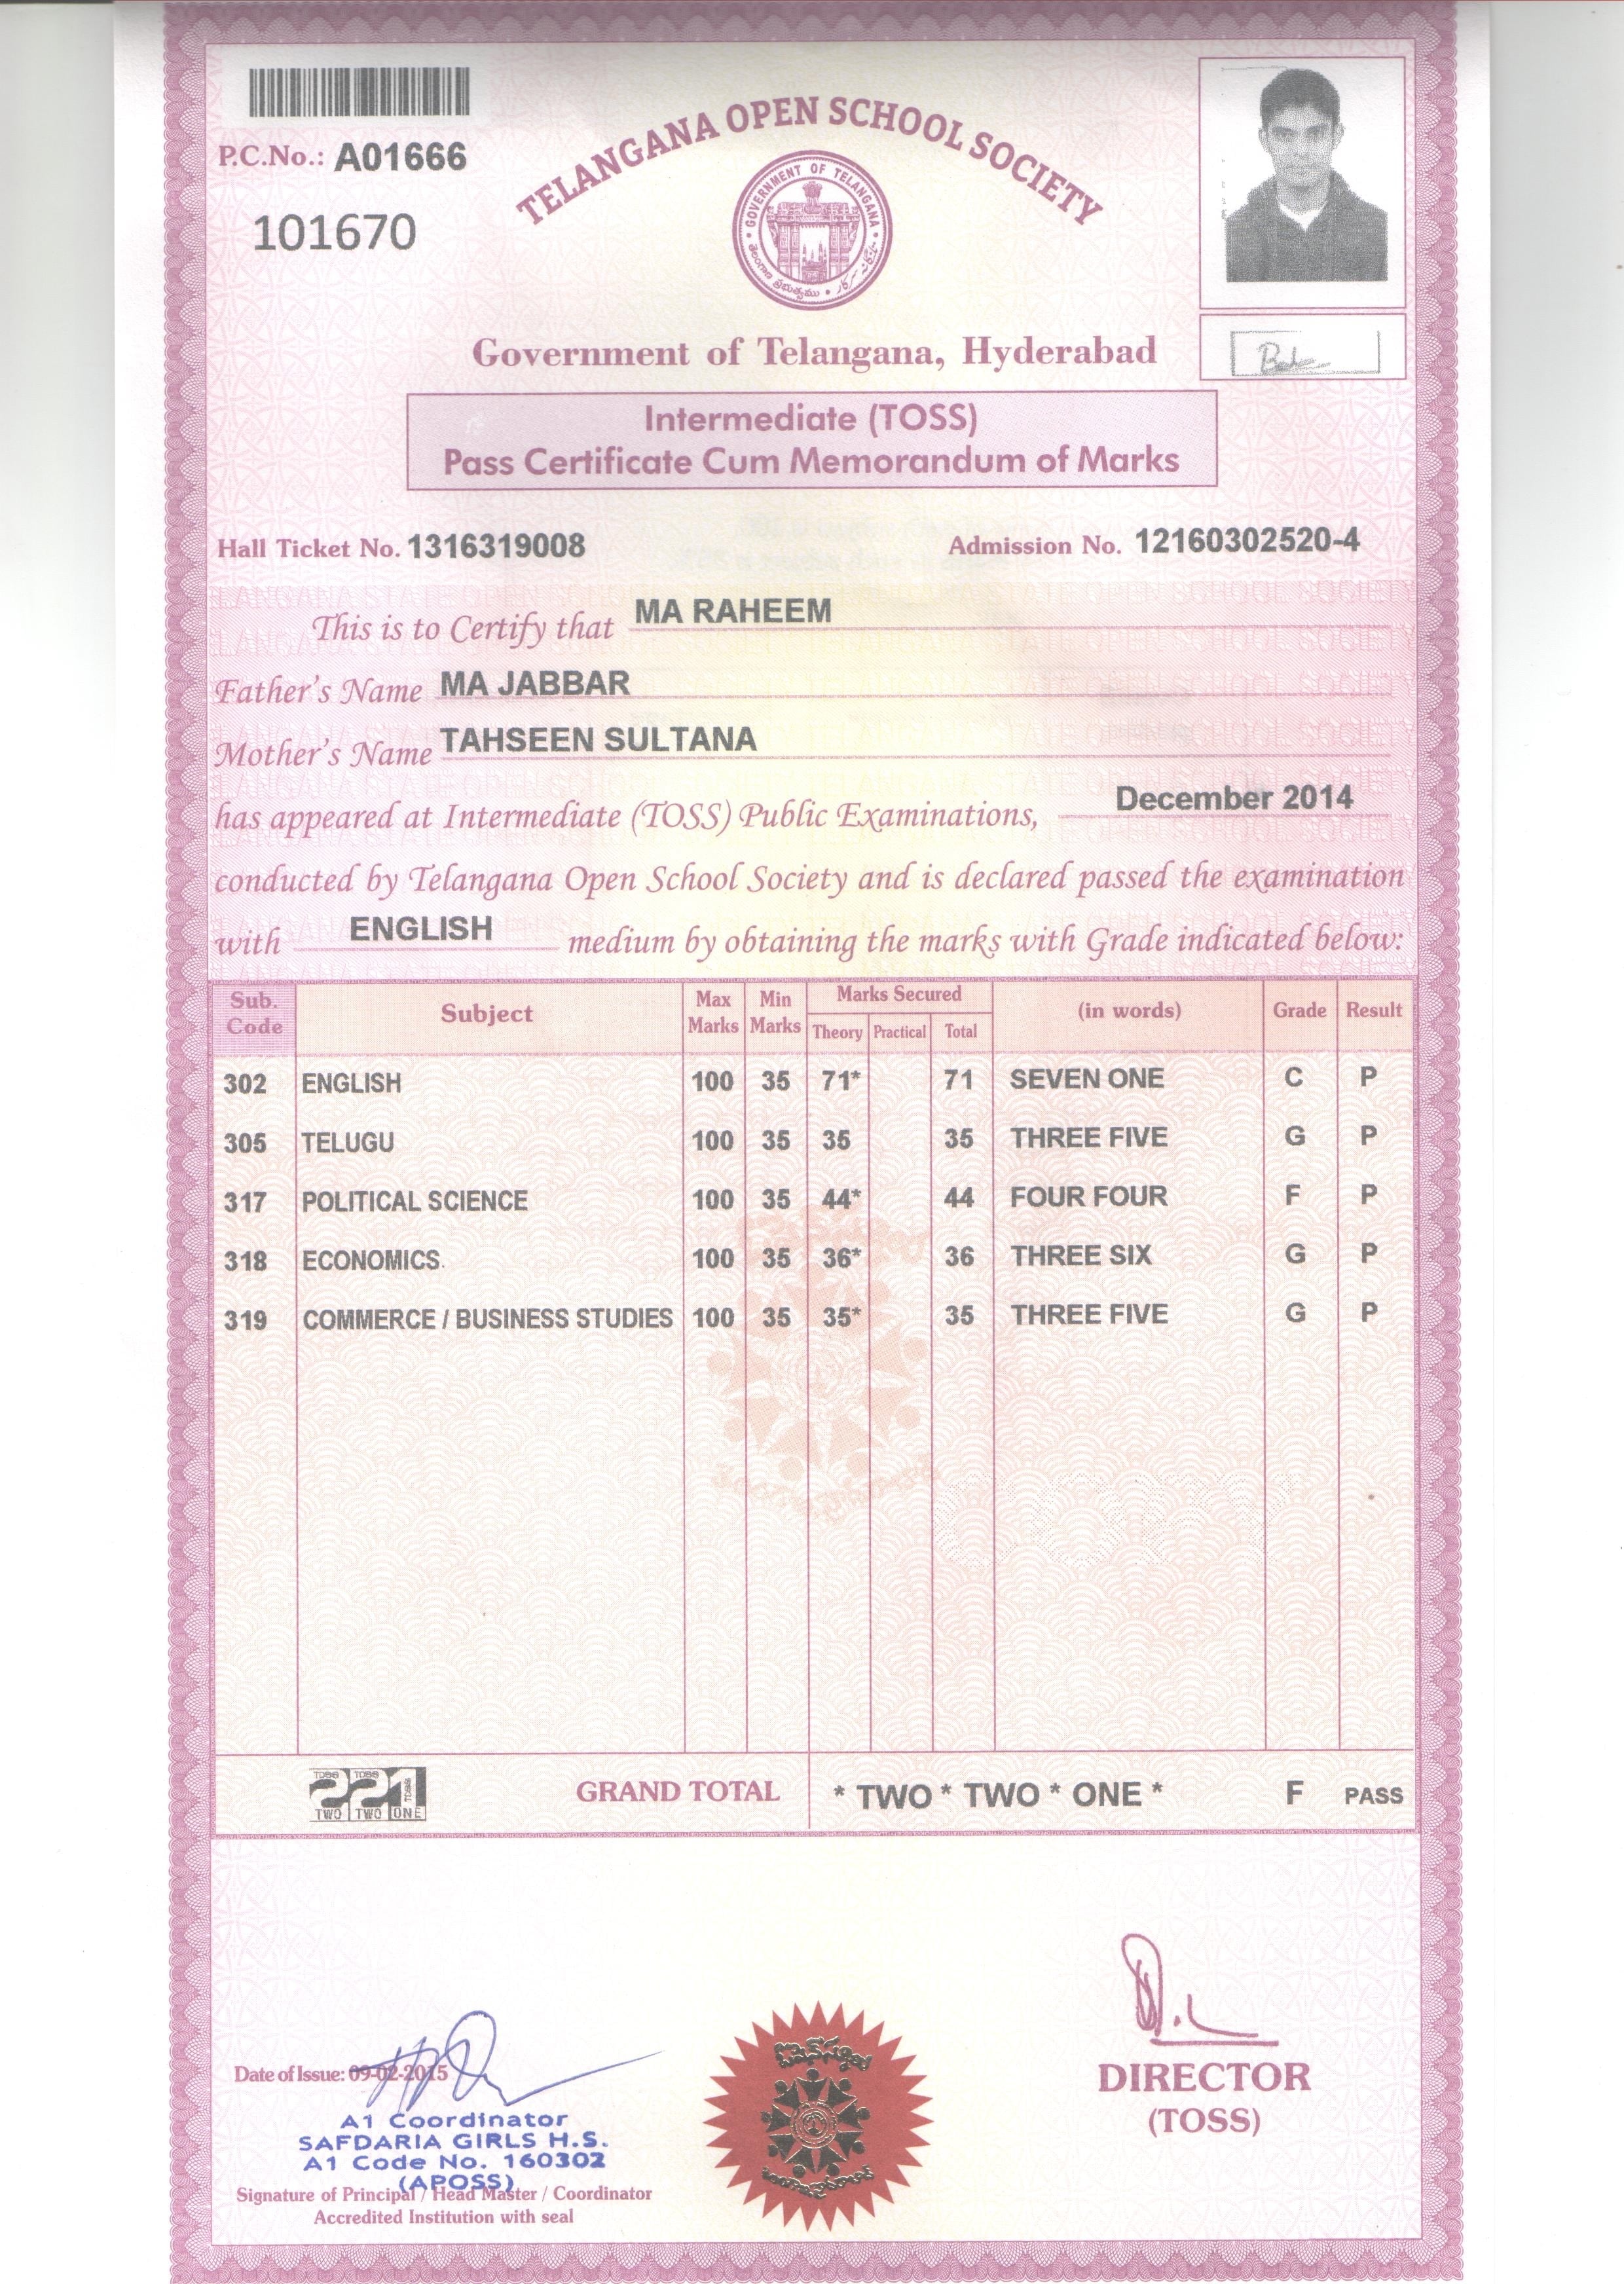 P.C.No.: A01666
101670
TELANGANA OPEN SCHOOL SOCIETY
GOVERNMENT OF TELANGANA
తెలంగాణ ప్రభుత్వము
Government of Telangana, Hyderabad
Intermediate (TOSS)
Pass Certificate Cum Memorandum of Marks
Hall Ticket No. 1316319008 Admission No. 12160302520-4
This is to Certify that MA RAHEEM
Father's Name MA JABBAR
Mother's Name TAHSEEN SULTANA
has appeared at Intermediate (TOSS) Public Examinations, December 2014
conducted by Telangana Open School Society and is declared passed the examination
with ENGLISH medium by obtaining the marks with Grade indicated below:
Sub. Code Subject Max Marks Min Marks Marks Secured Theory Practical Total (in words) Grade Result
302 ENGLISH 100 35 71* 71 SEVEN ONE C P
305 TELUGU 100 35 35 35 THREE FIVE G P
317 POLITICAL SCIENCE 100 35 44* 44 FOUR FOUR F P
318 ECONOMICS 100 35 36* 36 THREE SIX G P
319 COMMERCE / BUSINESS STUDIES 100 35 35* 35 THREE FIVE G P
COPY
TOSS TOSS TOSS
221
TWO TWO ONE
GRAND TOTAL * TWO * TWO * ONE * F PASS
Date of Issue: 09-02-2015
A1 Coordinator
SAFDARIA GIRLS H.S.
A1 Code No. 160302
(APOSS)
Signature of Principal / Head Master / Coordinator
Accredited Institution with seal
DIRECTOR
(TOSS)